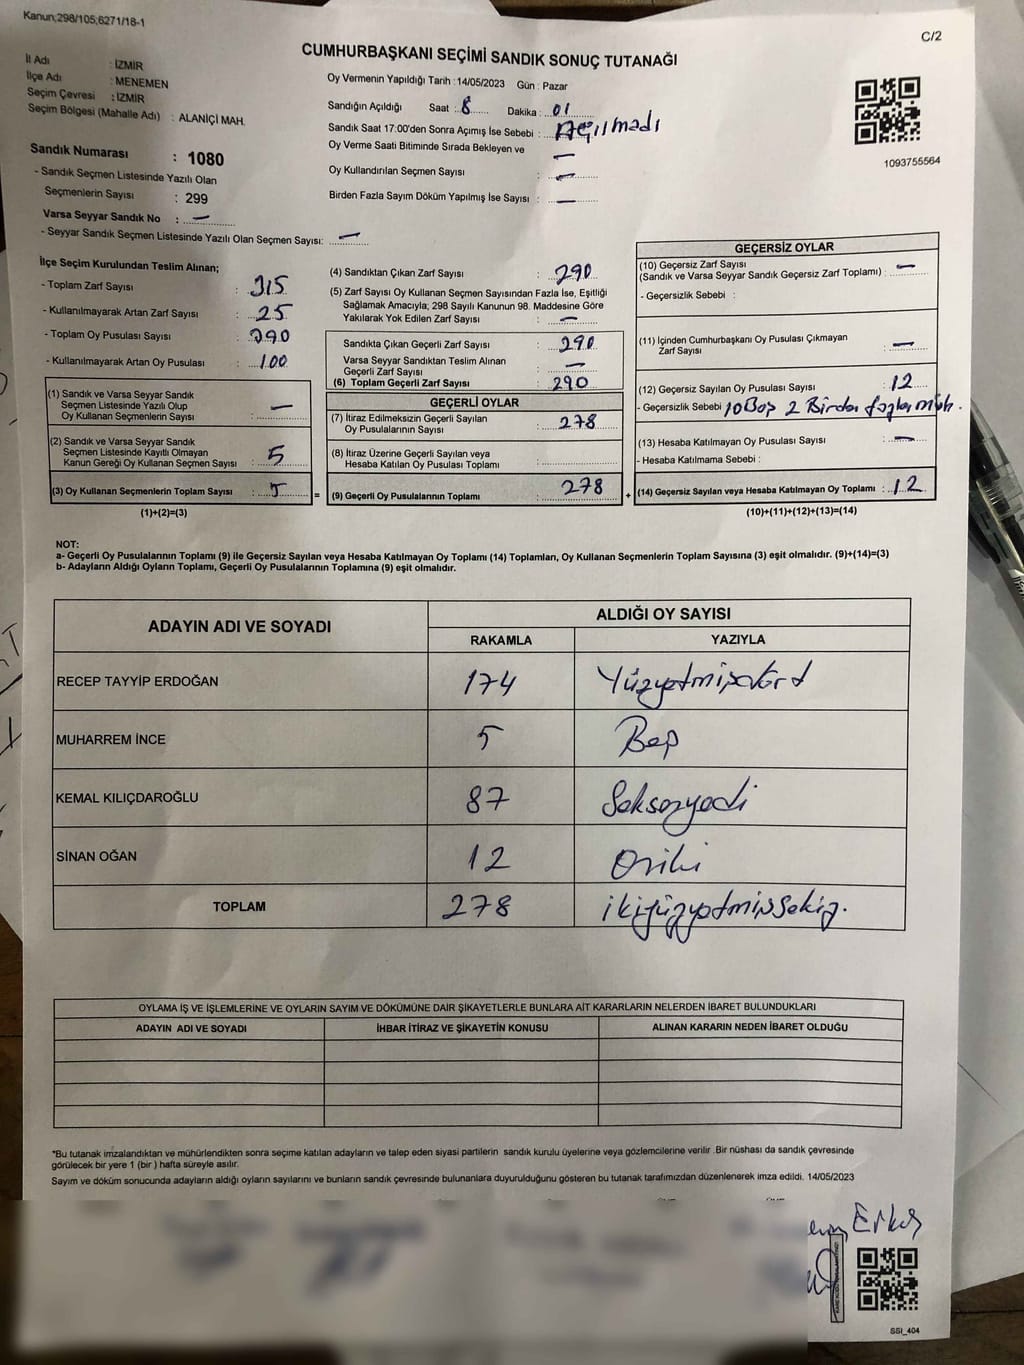 Kanun;298/105;6271/18-1
C/2
CUMHURBAŞKANI SEÇİMİ SANDIK SONUÇ TUTANAĞI
İl Adı : İZMİR
İlçe Adı : MENEMEN
Seçim Çevresi : İZMİR
Seçim Bölgesi (Mahalle Adı) : ALANİÇİ MAH.
Oy Vermenin Yapıldığı Tarih :14/05/2023 Gün : Pazar
Sandığın Açıldığı Saat : 8 Dakika : 01
Sandık Saat 17:00'den Sonra Açımış İse Sebebi : Açılmadı
Oy Verme Saati Bitiminde Sırada Bekleyen ve —
Oy Kullandırılan Seçmen Sayısı : —
Birden Fazla Sayım Döküm Yapılmış İse Sayısı : —
1093755564
Sandık Numarası : 1080
- Sandık Seçmen Listesinde Yazılı Olan
Seçmenlerin Sayısı : 299
Varsa Seyyar Sandık No : —
- Seyyar Sandık Seçmen Listesinde Yazılı Olan Seçmen Sayısı: —
İlçe Seçim Kurulundan Teslim Alınan;
- Toplam Zarf Sayısı : 315
- Kullanılmayarak Artan Zarf Sayısı : 25
- Toplam Oy Pusulası Sayısı : 390
- Kullanılmayarak Artan Oy Pusulası : 100
(1) Sandık ve Varsa Seyyar Sandık
Seçmen Listesinde Yazılı Olup
Oy Kullanan Seçmenlerin Sayısı : —
(2) Sandık ve Varsa Seyyar Sandık
Seçmen Listesinde Kayıtlı Olmayan
Kanun Gereği Oy Kullanan Seçmen Sayısı : 5
(3) Oy Kullanan Seçmenlerin Toplam Sayısı : 5
(1)+(2)=(3)
(4) Sandıktan Çıkan Zarf Sayısı : 290
(5) Zarf Sayısı Oy Kullanan Seçmen Sayısından Fazla İse, Eşitliği
Sağlamak Amacıyla; 298 Sayılı Kanunun 98. Maddesine Göre
Yakılarak Yok Edilen Zarf Sayısı : —
Sandıkta Çıkan Geçerli Zarf Sayısı : 290
Varsa Seyyar Sandıktan Teslim Alınan
Geçerli Zarf Sayısı : —
(6) Toplam Geçerli Zarf Sayısı : 290
GEÇERLİ OYLAR
(7) İtiraz Edilmeksizin Geçerli Sayılan
Oy Pusulalarının Sayısı : 278
(8) İtiraz Üzerine Geçerli Sayılan veya
Hesaba Katılan Oy Pusulası Toplamı :
= (9) Geçerli Oy Pusulalarının Toplamı : 278
GEÇERSİZ OYLAR
(10) Geçersiz Zarf Sayısı
(Sandık ve Varsa Seyyar Sandık Geçersiz Zarf Toplamı) : —
- Geçersizlik Sebebi :
(11) İçinden Cumhurbaşkanı Oy Pusulası Çıkmayan
Zarf Sayısı : —
(12) Geçersiz Sayılan Oy Pusulası Sayısı : 12
- Geçersizlik Sebebi : 10 Boş 2 Birden fazla mühür.
(13) Hesaba Katılmayan Oy Pusulası Sayısı : —
- Hesaba Katılmama Sebebi :
+ (14) Geçersiz Sayılan veya Hesaba Katılmayan Oy Toplamı : 12
(10)+(11)+(12)+(13)=(14)
NOT:
a- Geçerli Oy Pusulalarının Toplamı (9) ile Geçersiz Sayılan veya Hesaba Katılmayan Oy Toplamı (14) Toplamları, Oy Kullanan Seçmenlerin Toplam Sayısına (3) eşit olmalıdır. (9)+(14)=(3)
b- Adayların Aldığı Oyların Toplamı, Geçerli Oy Pusulalarının Toplamına (9) eşit olmalıdır.
ADAYIN ADI VE SOYADI
ALDIĞI OY SAYISI
RAKAMLA YAZIYLA
RECEP TAYYİP ERDOĞAN 174 Yüzyetmişdört
MUHARREM İNCE 5 Beş
KEMAL KILIÇDAROĞLU 87 Seksenyedi
SİNAN OĞAN 12 Oniki
TOPLAM 278 ikiyüzyetmişsekiz.
OYLAMA İŞ VE İŞLEMLERİNE VE OYLARIN SAYIM VE DÖKÜMÜNE DAİR ŞİKAYETLERLE BUNLARA AİT KARARLARIN NELERDEN İBARET BULUNDUKLARI
ADAYIN ADI VE SOYADI İHBAR İTİRAZ VE ŞİKAYETİN KONUSU ALINAN KARARIN NEDEN İBARET OLDUĞU
*Bu tutanak imzalandıktan ve mühürlendikten sonra seçime katılan adayların ve talep eden siyasi partilerin sandık kurulu üyelerine veya gözlemcilerine verilir .Bir nüshası da sandık çevresinde
görülecek bir yere 1 (bir ) hafta süreyle asılır.
Sayım ve döküm sonucunda adayların aldığı oyların sayılarını ve bunların sandık çevresinde bulunanlara duyurulduğunu gösteren bu tutanak tarafımızdan düzenlenerek imza edildi. 14/05/2023
SSI_404